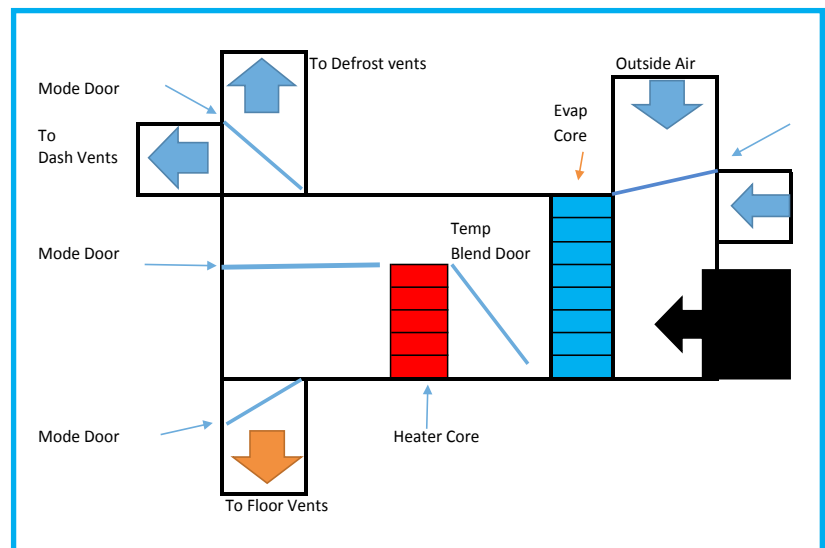 To Defrost vents
Outside Air
Mode Door
Evap
Core
To
Dash Vents
Temp
Blend Door
Mode Door
Mode Door
Heater Core
To Floor Vents